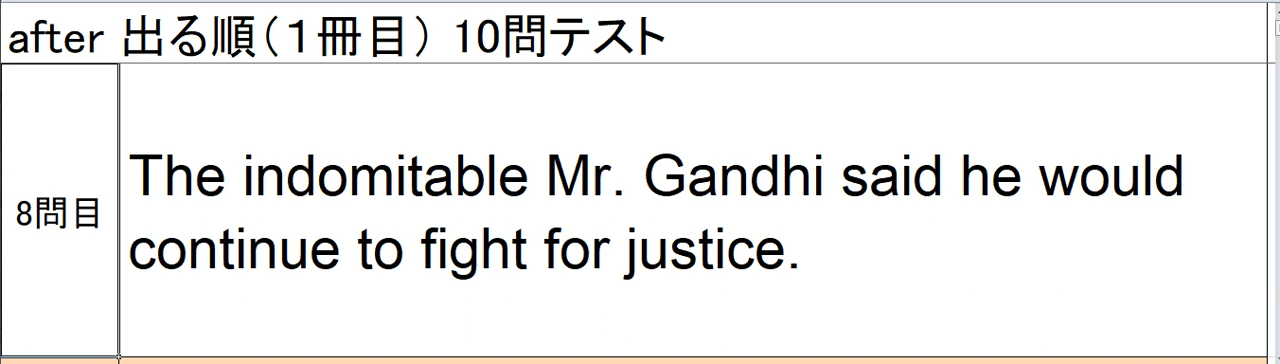 after 出る順（１冊目） 10問テスト
8問目
The indomitable Mr. Gandhi said he would
continue to fight for justice.